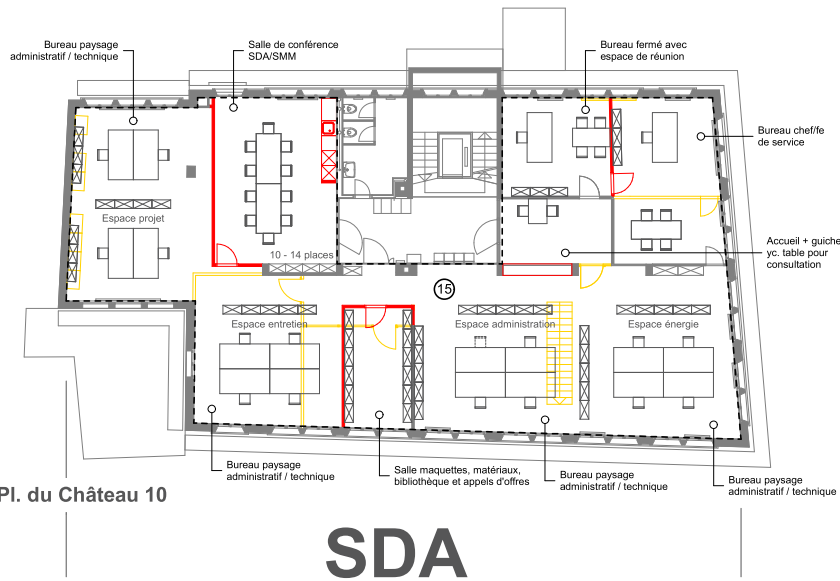 Bureau paysage
administratif / technique
Salle de conférence
SDA/SMM
Bureau fermé avec
espace de réunion
Bureau chef/fe
de service
Espace projet
10 - 14 places
Accueil + guiche
yc. table pour
consultation
15
Espace entretien
Espace administration
Espace énergie
Bureau paysage
administratif / technique
Salle maquettes, matériaux,
bibliothèque et appels d'offres
Bureau paysage
administratif / technique
Bureau paysage
administratif / technique
Pl. du Château 10
SDA